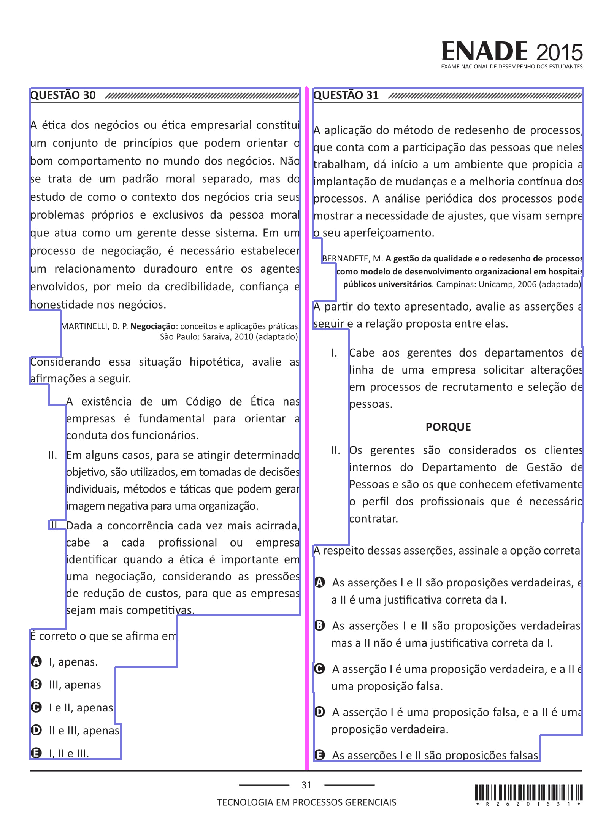 ENADE 2015
EXAME NACIONAL DE DESEMPENHO DOS ESTUDANTES
QUESTÃO 30
A ética dos negócios ou ética empresarial constitui
um conjunto de princípios que podem orientar o
bom comportamento no mundo dos negócios. Não
se trata de um padrão moral separado, mas do
estudo de como o contexto dos negócios cria seus
problemas próprios e exclusivos da pessoa moral
que atua como um gerente desse sistema. Em um
processo de negociação, é necessário estabelecer
um relacionamento duradouro entre os agentes
envolvidos, por meio da credibilidade, confiança e
honestidade nos negócios.
MARTINELLI, D. P. Negociação: conceitos e aplicações práticas.
São Paulo: Saraiva, 2010 (adaptado)
Considerando essa situação hipotética, avalie as
afirmações a seguir.
I. A existência de um Código de Ética nas
empresas é fundamental para orientar a
conduta dos funcionários.
II. Em alguns casos, para se atingir determinado
objetivo, são utilizados, em tomadas de decisões
individuais, métodos e táticas que podem gerar
imagem negativa para uma organização.
III. Dada a concorrência cada vez mais acirrada,
cabe a cada profissional ou empresa
identificar quando a ética é importante em
uma negociação, considerando as pressões
de redução de custos, para que as empresas
sejam mais competitivas.
É correto o que se afirma em
A I, apenas.
B III, apenas
C I e II, apenas
D II e III, apenas
E I, II e III.
QUESTÃO 31
A aplicação do método de redesenho de processos,
que conta com a participação das pessoas que neles
trabalham, dá início a um ambiente que propicia a
implantação de mudanças e a melhoria contínua dos
processos. A análise periódica dos processos pode
mostrar a necessidade de ajustes, que visam sempre
o seu aperfeiçoamento.
BERNADETE, M. A gestão da qualidade e o redesenho de processos
como modelo de desenvolvimento organizacional em hospitais
públicos universitários. Campinas: Unicamp, 2006 (adaptado)
A partir do texto apresentado, avalie as asserções a
seguir e a relação proposta entre elas.
I. Cabe aos gerentes dos departamentos de
linha de uma empresa solicitar alterações
em processos de recrutamento e seleção de
pessoas.
PORQUE
II. Os gerentes são considerados os clientes
internos do Departamento de Gestão de
Pessoas e são os que conhecem efetivamente
o perfil dos profissionais que é necessário
contratar.
A respeito dessas asserções, assinale a opção correta
A As asserções I e II são proposições verdadeiras, e
a II é uma justificativa correta da I.
B As asserções I e II são proposições verdadeiras
mas a II não é uma justificativa correta da I.
C A asserção I é uma proposição verdadeira, e a II é
uma proposição falsa.
D A asserção I é uma proposição falsa, e a II é uma
proposição verdadeira.
E As asserções I e II são proposições falsas
31
TECNOLOGIA EM PROCESSOS GERENCIAIS